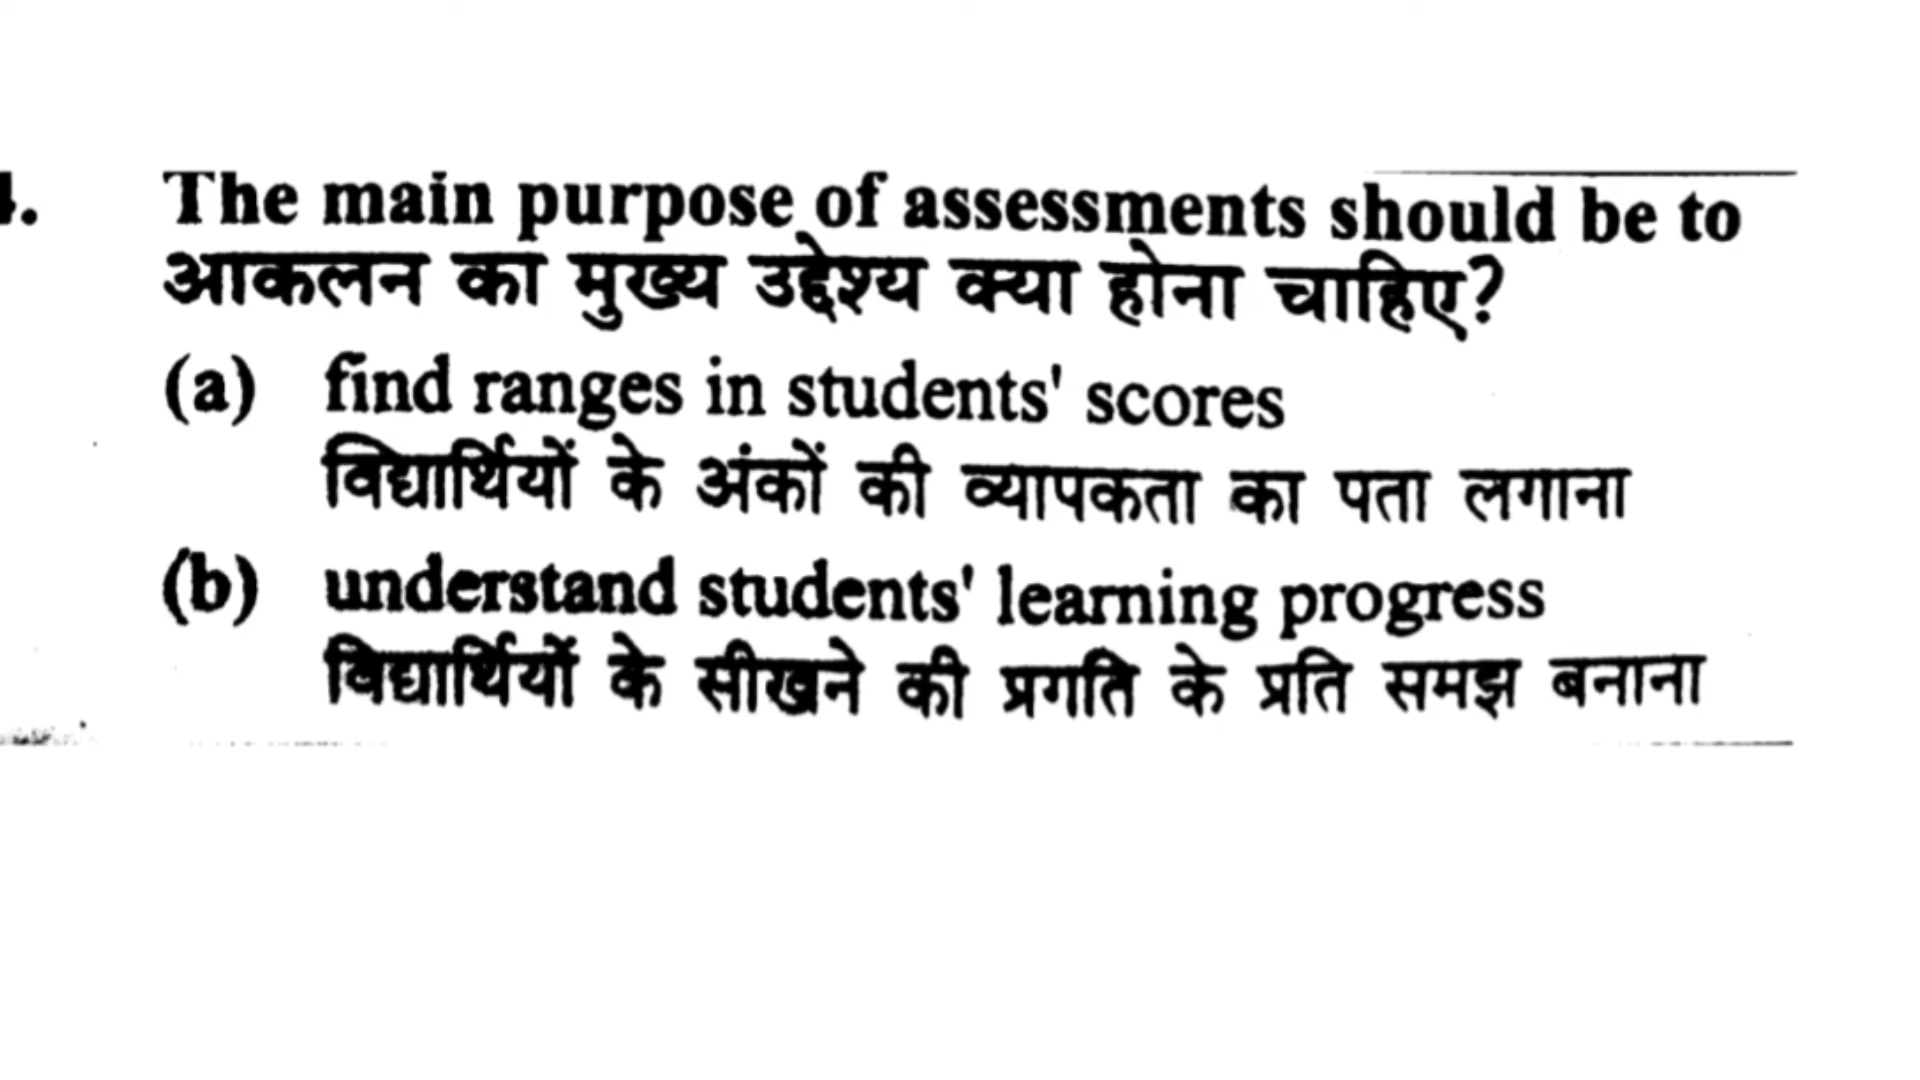 4. The main purpose of assessments should be to
आकलन का मुख्य उद्देश्य क्या होना चाहिए?
(a) find ranges in students' scores
विद्यार्थियों के अंकों की व्यापकता का पता लगाना
(b) understand students' learning progress
विद्यार्थियों के सीखने की प्रगति के प्रति समझ बनाना